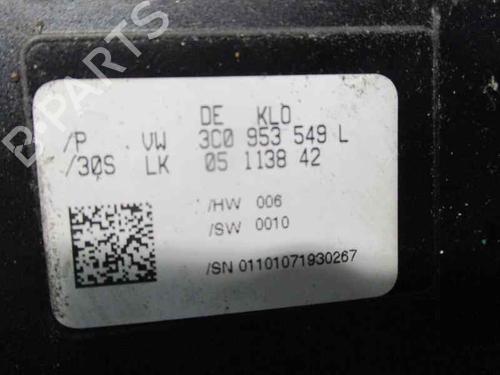 B-PARTS
DE KLO
/P VW 3C0 953 549 L
/30S LK 05 1138 42
/HW 006
/SW 0010
/SN 01101071930267